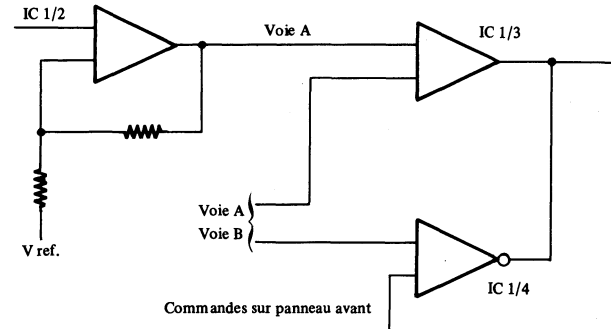 IC 1/2
Voie A
IC 1/3
Voie A
Voie B
V ref.
IC 1/4
Commandes sur panneau avant